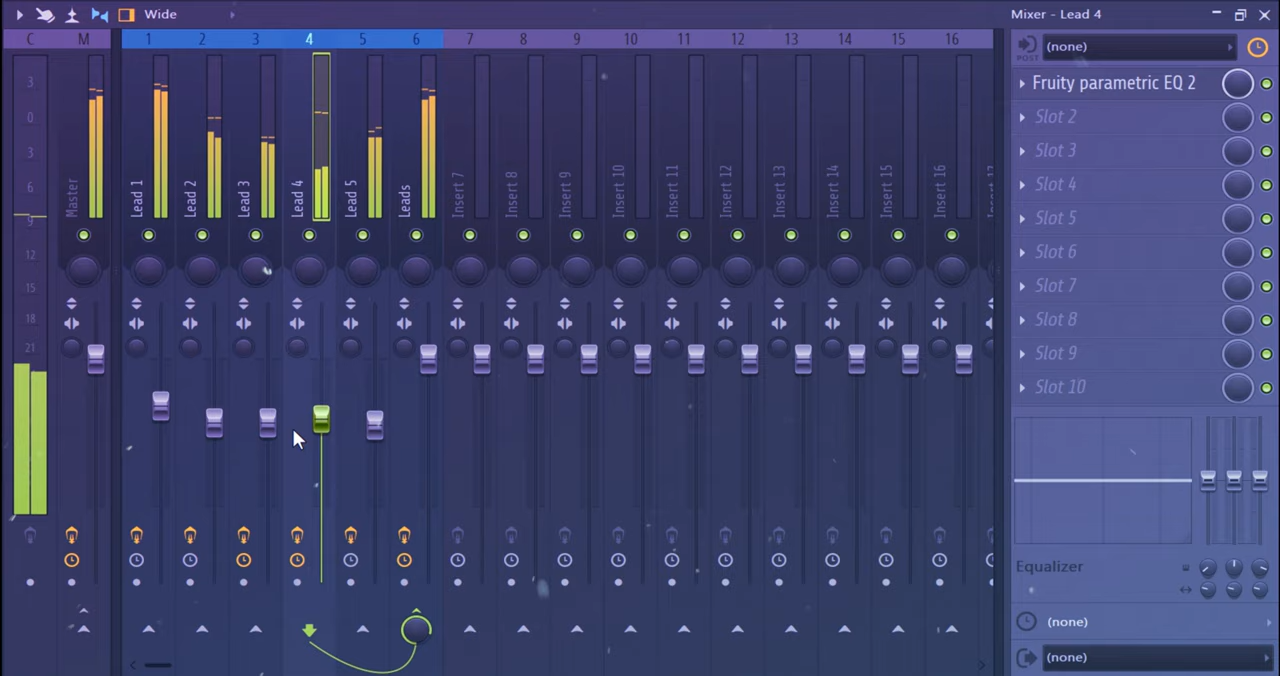 Wide
Mixer - Lead 4
C M 1 2 3 4 5 6 7 8 9 10 11 12 13 14 15 16
(none)
POST
3
0
3
6
9
12
15
18
21
Master
Lead 1
Lead 2
Lead 3
Lead 4
Lead 5
Leads
Insert 7
Insert 8
Insert 9
Insert 10
Insert 11
Insert 12
Insert 13
Insert 14
Insert 15
Insert 16
Fruity parametric EQ 2
Slot 2
Slot 3
Slot 4
Slot 5
Slot 6
Slot 7
Slot 8
Slot 9
Slot 10
Equalizer
(none)
(none)